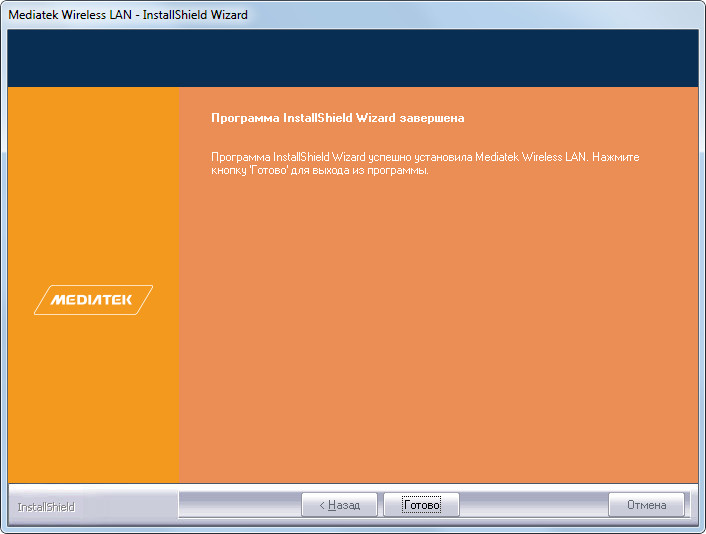 Mediatek Wireless LAN - InstallShield Wizard
Программа InstallShield Wizard завершена
Программа InstallShield Wizard успешно установила Mediatek Wireless LAN. Нажмите
кнопку 'Готово' для выхода из программы.
MEDIATEK
InstallShield
< Назад
Готово
Отмена